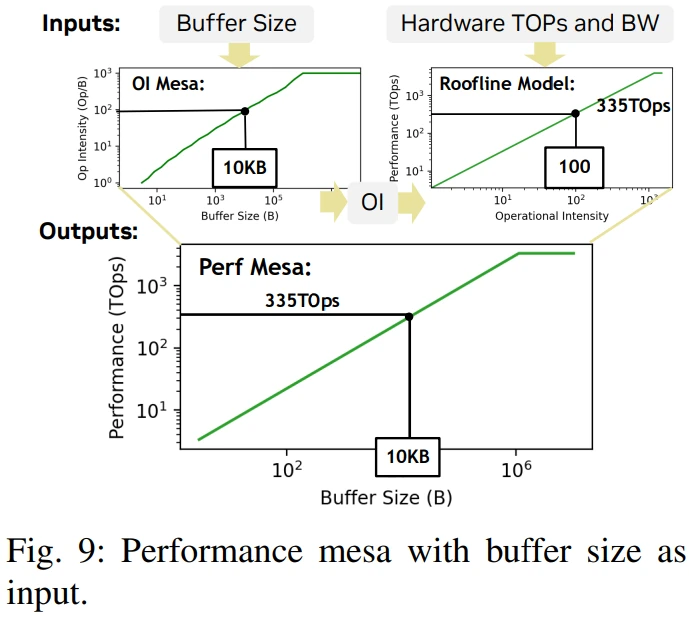 Inputs:
Buffer Size
Hardware TOPs and BW
OI Mesa:
Op Intensity (Op/B)
10³
10²
10¹
10⁰
10KB
10¹
10³
10⁵
Buffer Size (B)
Roofline Model:
Performance (TOps)
10³
10²
10¹
335TOps
100
10¹
10²
10³
Operational Intensity
OI
Outputs:
Perf Mesa:
Performance (TOps)
10³
10²
10¹
335TOps
10KB
10²
10⁶
Buffer Size (B)
Fig. 9: Performance mesa with buffer size as
input.